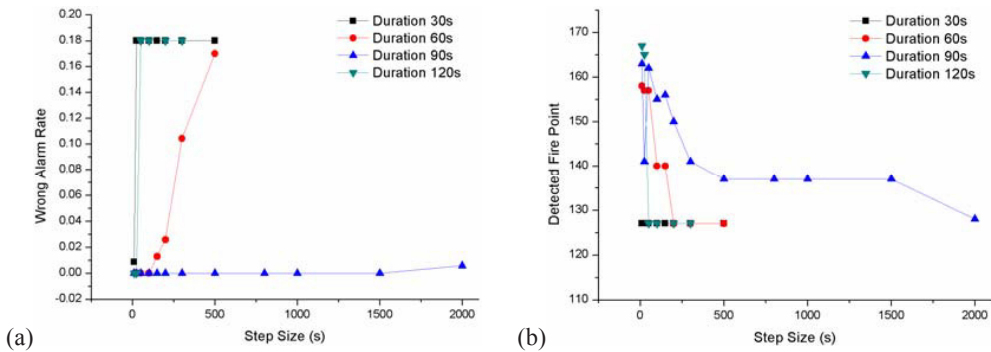 0.20
0.18
0.16
0.14
0.12
0.10
0.08
0.06
0.04
0.02
0.00
-0.02
Wrong Alarm Rate
Duration 30s
Duration 60s
Duration 90s
Duration 120s
0 500 1000 1500 2000
Step Size (s)
(a)
170
160
150
140
130
120
110
Detected Fire Point
Duration 30s
Duration 60s
Duration 90s
Duration 120s
0 500 1000 1500 2000
Step Size (s)
(b)